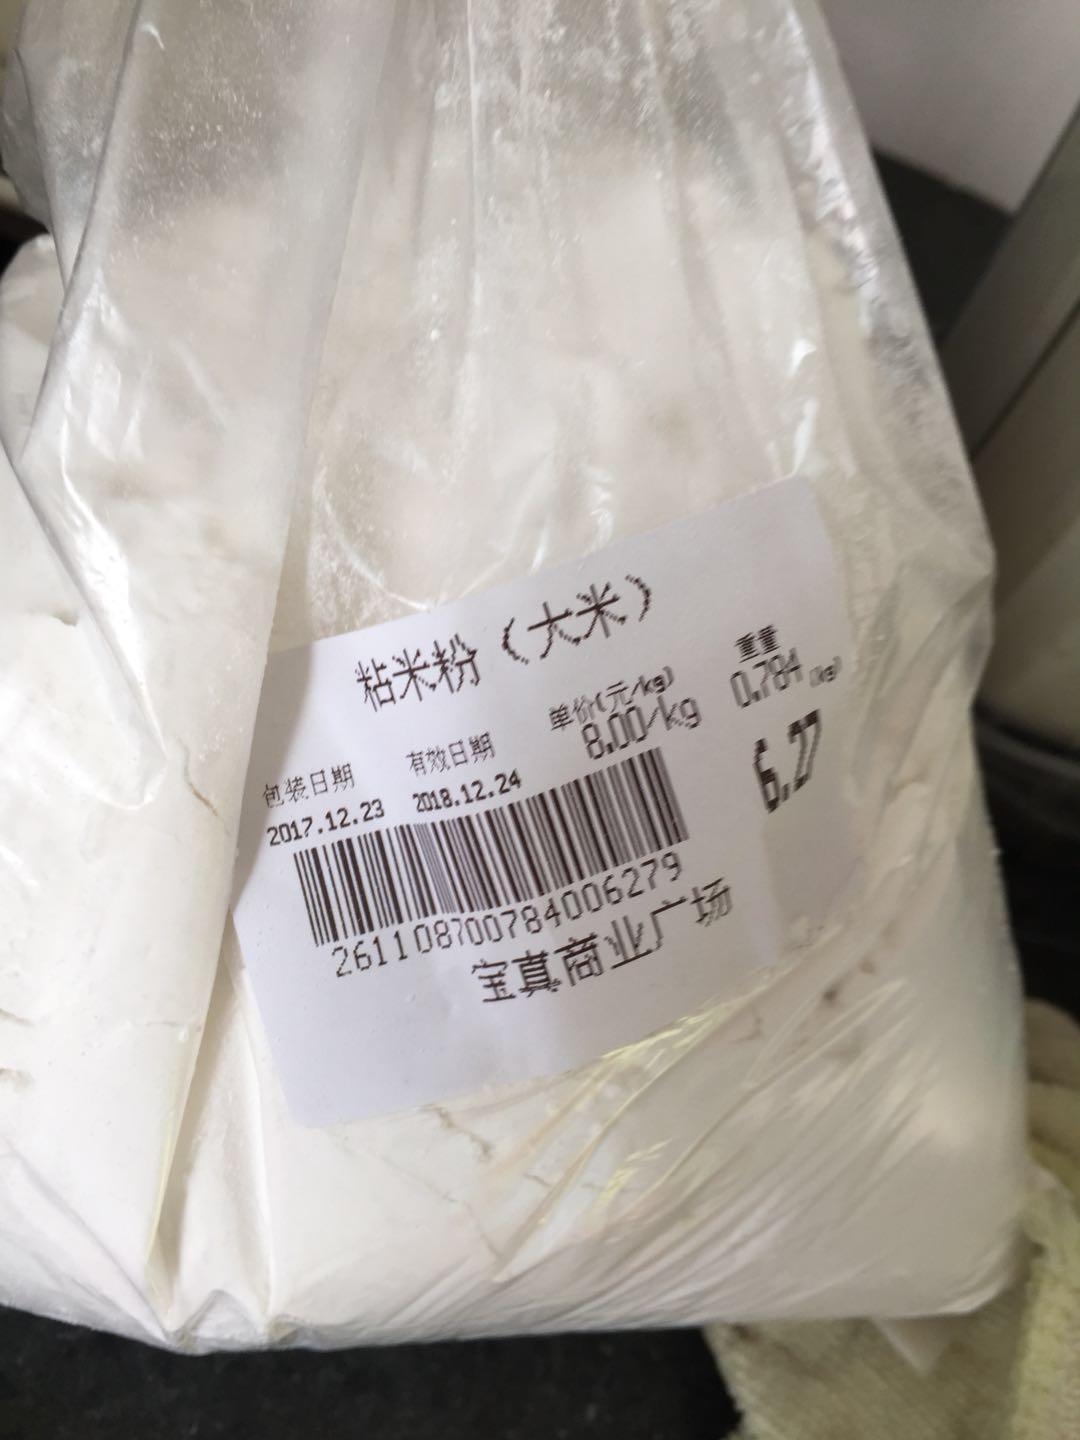 粘米粉（大米）
包装日期 有效日期 单价(元/kg) 重量
2017.12.23 2018.12.24 8.00/kg 0.784 (kg)
6.27
261108700784006279
宝真商业广场